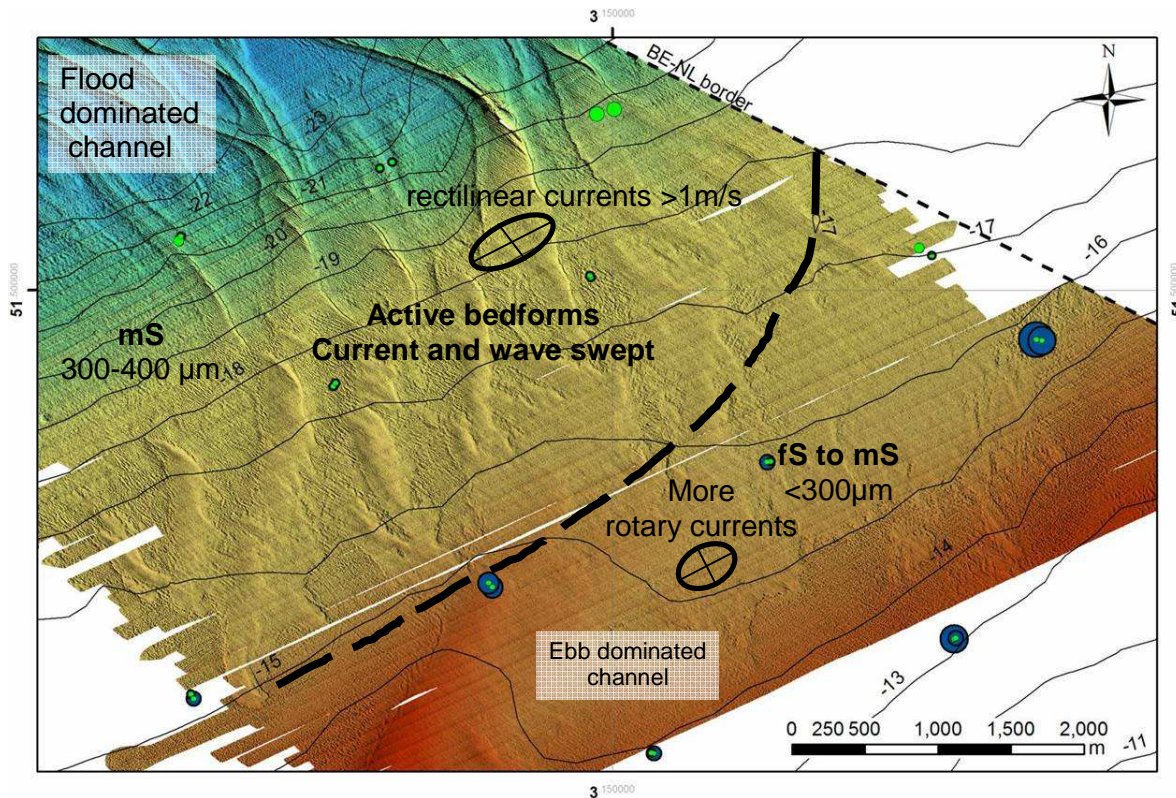 3 150000
BE-NL border
N
Flood
dominated
channel
-23
-21
-22
-20
rectilinear currents >1m/s
-17
-17
-16
-19
51 500000
Active bedforms
Current and wave swept
mS
300-400 µm
-18
fS to mS
<300µm
More
rotary currents
-14
Ebb dominated
channel
-15
-13
0 250 500 1,000 1,500 2,000
m
-11
3 150000